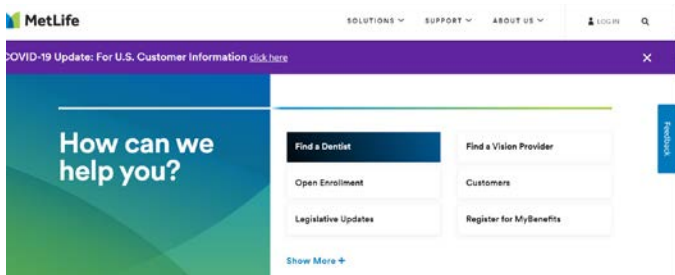 MetLife
SOLUTIONS SUPPORT ABOUT US LOG IN
COVID-19 Update: For U.S. Customer Information click here
How can we
help you?
Find a Dentist
Find a Vision Provider
Open Enrollment
Customers
Legislative Updates
Register for MyBenefits
Show More +
Feedback